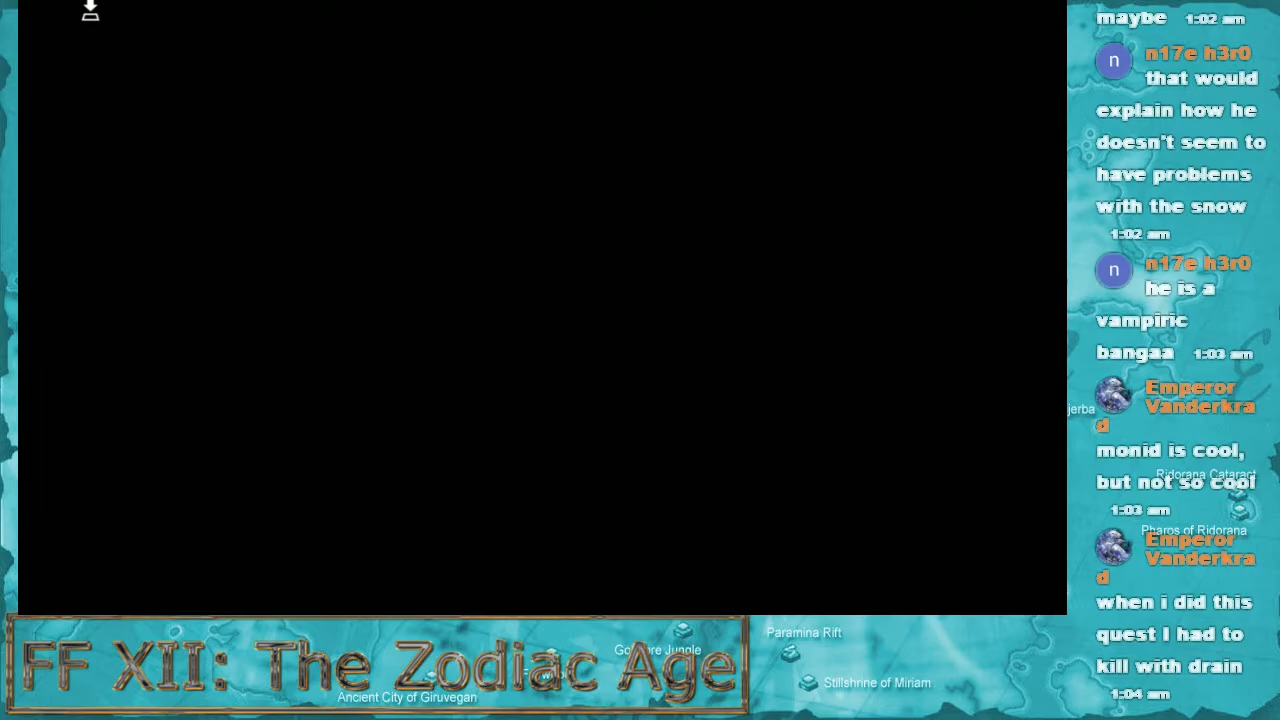 maybe 1:02 am
n n17e h3r0
that would
explain how he
doesn't seem to
have problems
with the snow
1:02 am
n n17e h3r0
he is a
vampiric
bangaa 1:03 am
Emperor
Vanderkra
d
jerba
monid is cool,
Ridorana Cataract
but not so cool
1:03 am
Pharos of Ridorana
Emperor
Vanderkra
d
when i did this
quest I had to
kill with drain
1:04 am
FF XII: The Zodiac Age
Jungle
Paramina Rift
Stillshrine of Miriam
Ancient City of Giruvegan